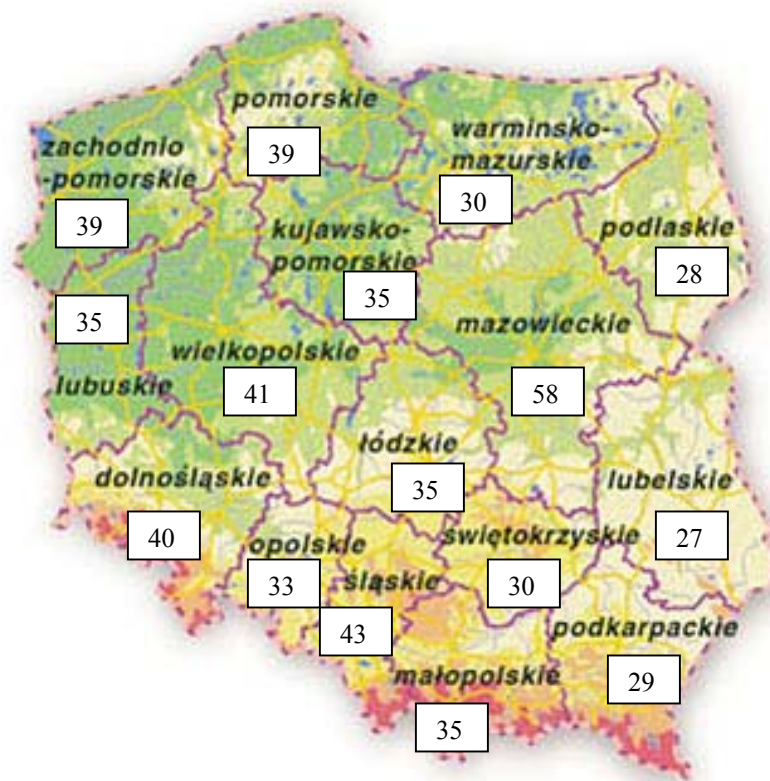 pomorskie
39
warminsko-
mazurskie
30
zachodnio
-pomorskie
39
kujawsko-
pomorskie
35
podlaskie
28
35
lubuskie
wielkopolskie
41
mazowieckie
58
łódzkie
35
dolnośląskie
40
lubelskie
27
opolskie
33
śląskie
43
świętokrzyskie
30
podkarpackie
29
małopolskie
35